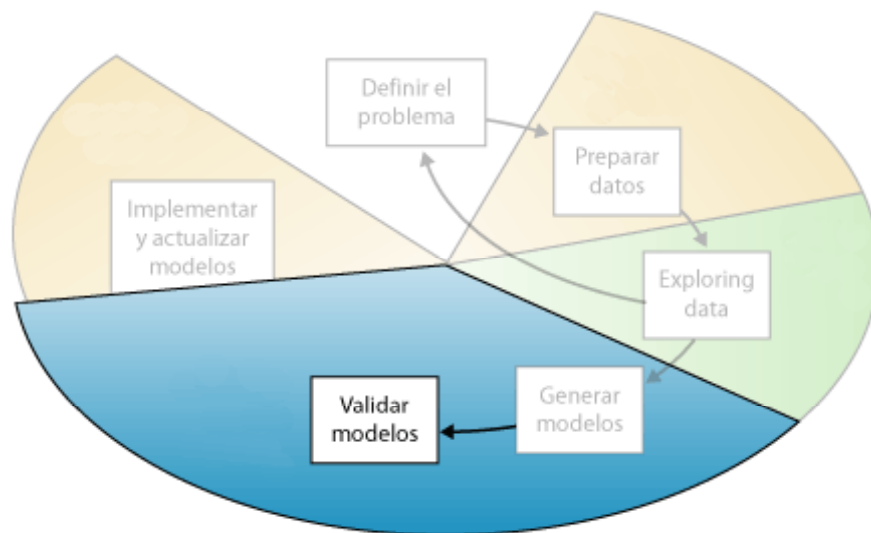 Definir el
problema
Preparar
datos
Exploring
data
Generar
modelos
Validar
modelos
Implementar
y actualizar
modelos